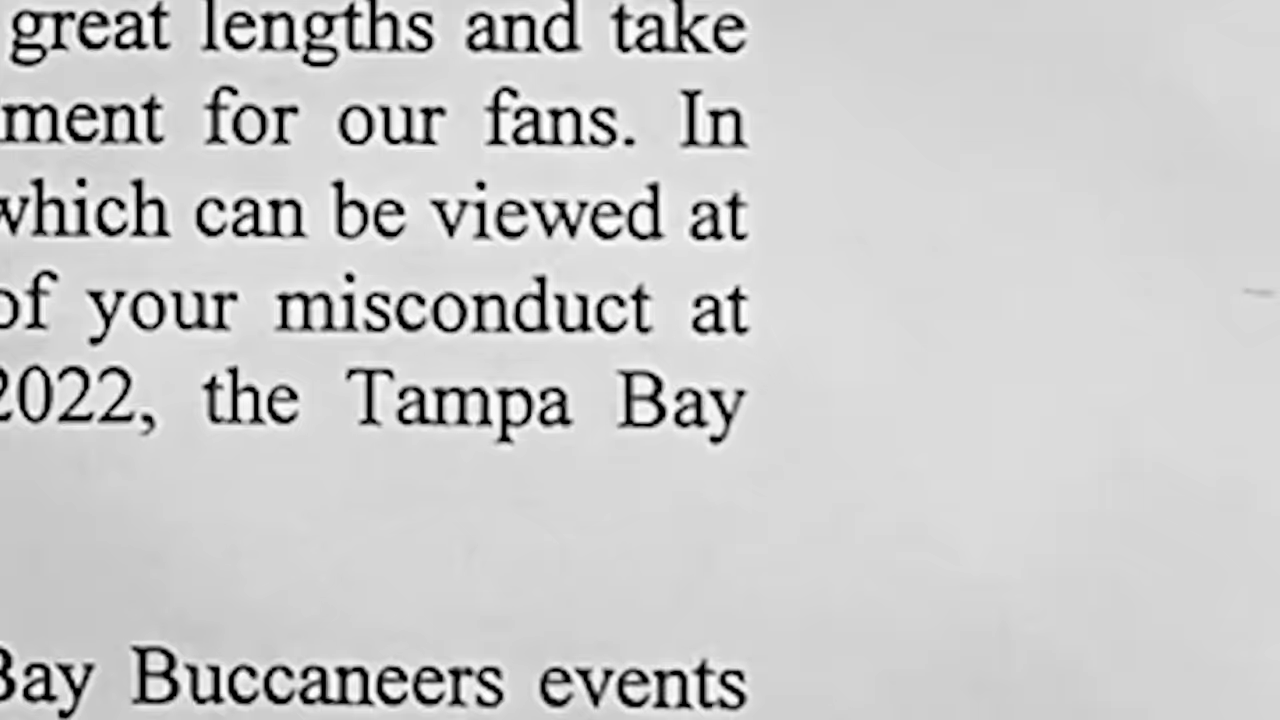 great lengths and take
ment for our fans. In
which can be viewed at
of your misconduct at
2022, the Tampa Bay
Bay Buccaneers events